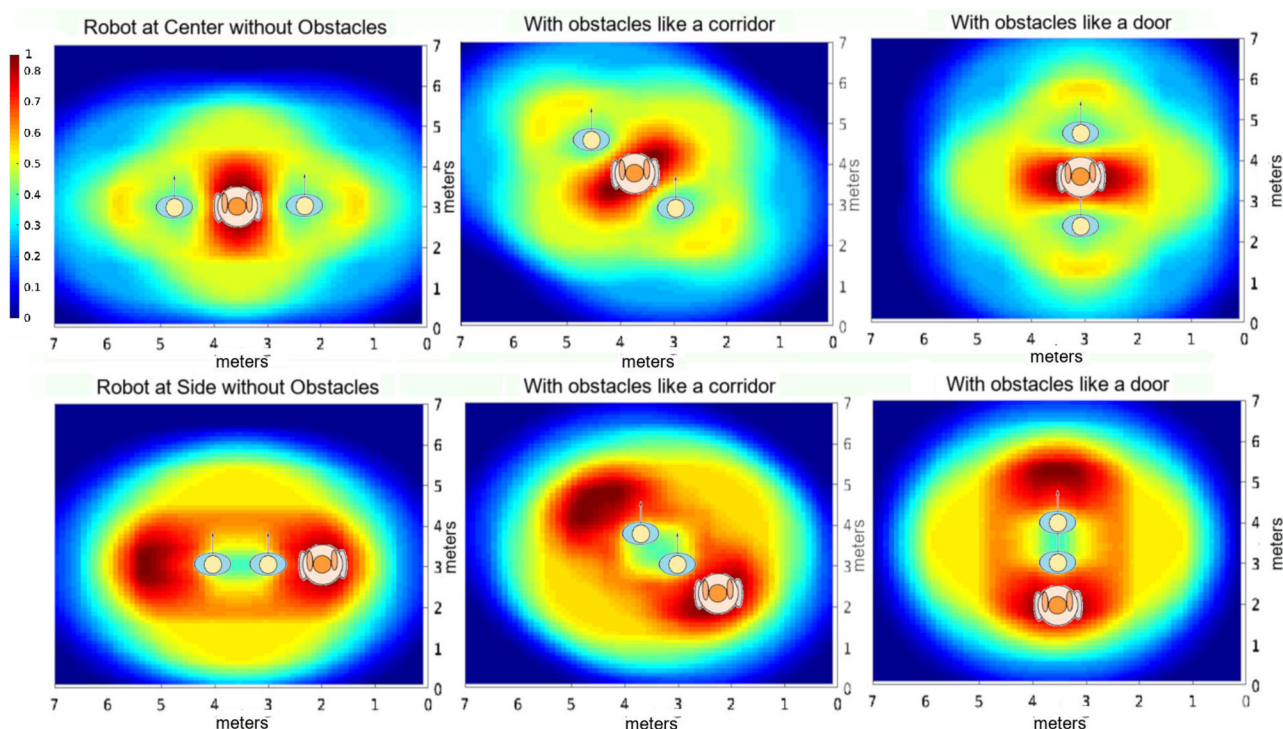 Robot at Center without Obstacles
With obstacles like a corridor
With obstacles like a door
1
0.8
0.6
0.5
0.4
0.3
0.2
0.1
0
7
6
5
4
3
2
1
0
meters
7 6 5 4 3 2 1 0
meters
7
6
5
4
3
2
1
0
meters
7 6 5 4 3 2 1 0
meters
7
6
5
4
3
2
1
0
meters
7 6 5 4 3 2 1 0
meters
Robot at Side without Obstacles
With obstacles like a corridor
With obstacles like a door
7
6
5
4
3
2
1
0
meters
7 6 5 4 3 2 1 0
meters
7
6
5
4
3
2
1
0
meters
7 6 5 4 3 2 1 0
meters
7
6
5
4
3
2
1
0
meters
7 6 5 4 3 2 1 0
meters